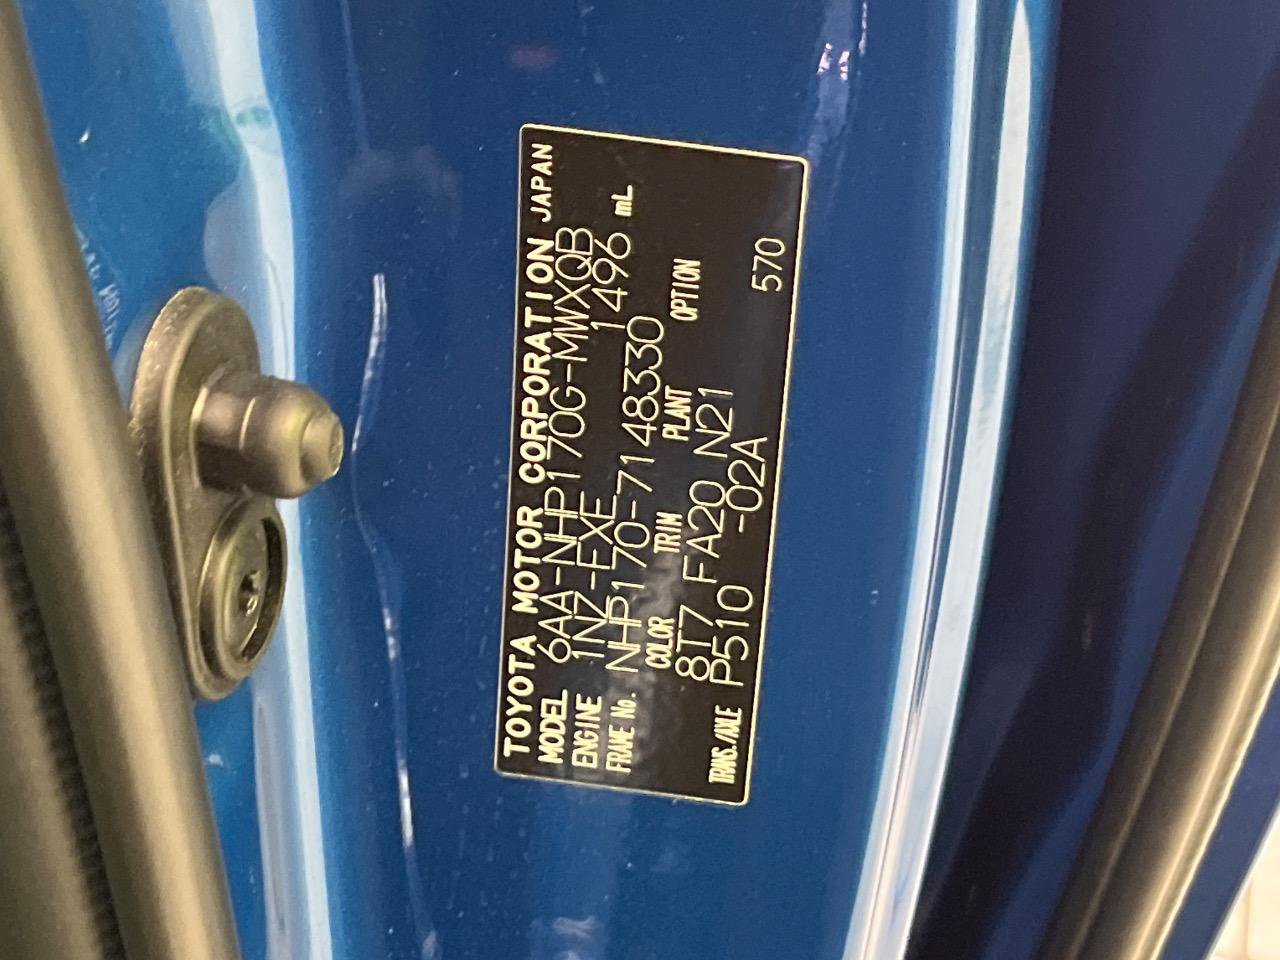 TOYOTA MOTOR CORPORATION JAPAN
MODEL 6AA-NHP170G-MWXQB
ENGINE 1NZ-FXE 1496 mL
FRAME No. NHP170-7148330
COLOR TRIM PLANT OPTION
8T7 FA20 N21
TRANS./AXLE P510 -02A 570